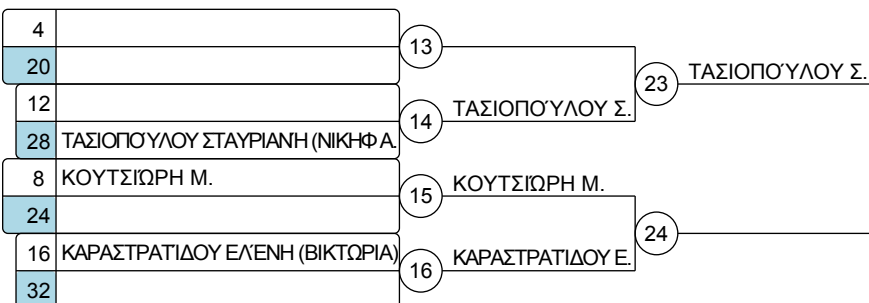 4
13
20
23 ΤΑΣΙΟΠΟΎΛΟΥ Σ.
12
14 ΤΑΣΙΟΠΟΎΛΟΥ Σ.
28 ΤΑΣΙΟΠΟΎΛΟΥ ΣΤΑΥΡΙΑΝΉ (ΝΙΚΗΦ Α.
8 ΚΟΥΤΣΙΏΡΗ Μ.
15 ΚΟΥΤΣΙΏΡΗ Μ.
24
24
16 ΚΑΡΑΣΤΡΑΤΊΔΟΥ ΕΛΈΝΗ (ΒΙΚΤΩΡΙΑ)
16 ΚΑΡΑΣΤΡΑΤΊΔΟΥ Ε.
32